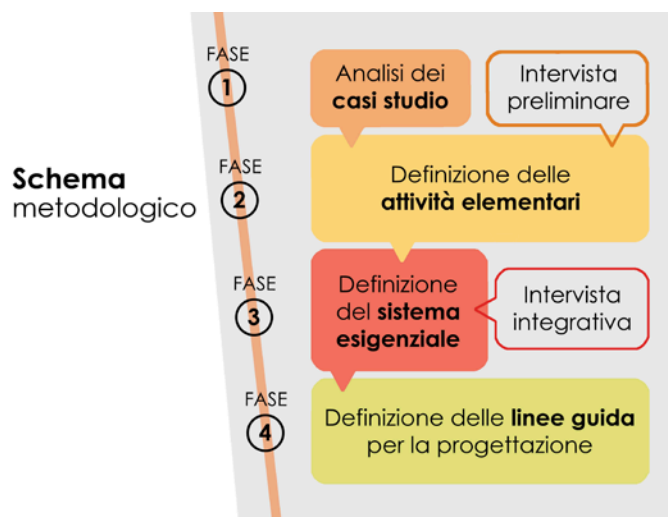 Schema
metodologico
FASE
1
Analisi dei
casi studio
Intervista
preliminare
FASE
2
Definizione delle
attività elementari
FASE
3
Definizione
del sistema
esigenziale
Intervista
integrativa
FASE
4
Definizione delle linee guida
per la progettazione